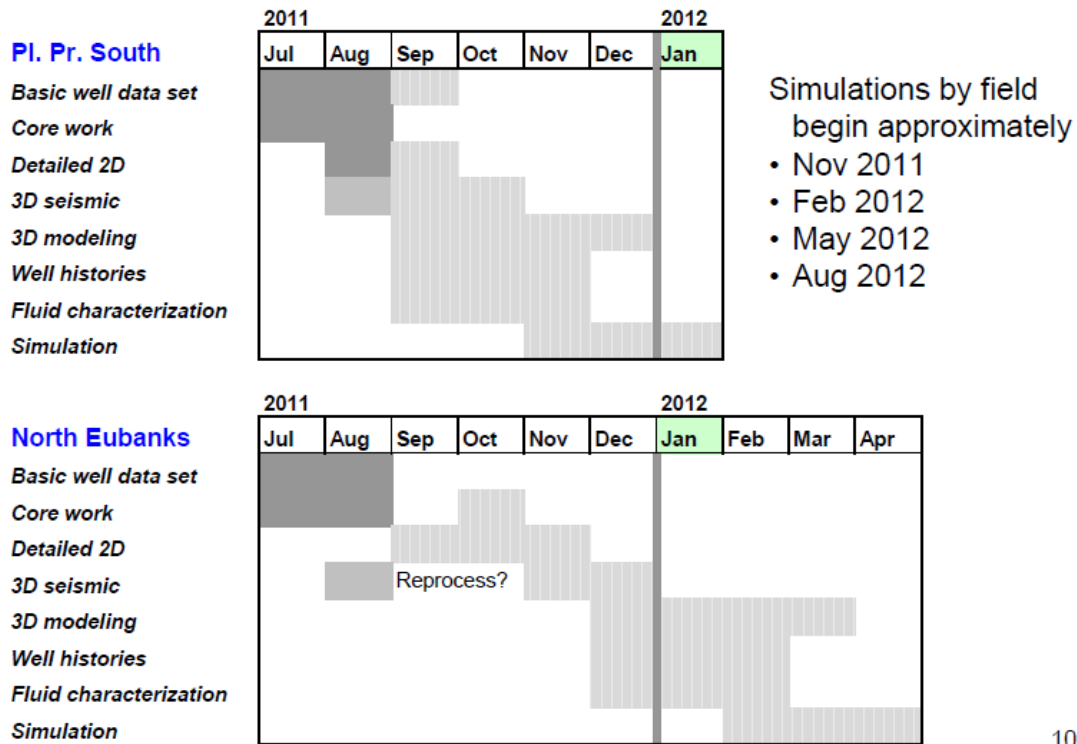 2011 2012
Pl. Pr. South Jul Aug Sep Oct Nov Dec Jan
Basic well data set
Core work
Detailed 2D
3D seismic
3D modeling
Well histories
Fluid characterization
Simulation
Simulations by field
begin approximately
• Nov 2011
• Feb 2012
• May 2012
• Aug 2012
2011 2012
North Eubanks Jul Aug Sep Oct Nov Dec Jan Feb Mar Apr
Basic well data set
Core work
Detailed 2D
3D seismic Reprocess?
3D modeling
Well histories
Fluid characterization
Simulation
10